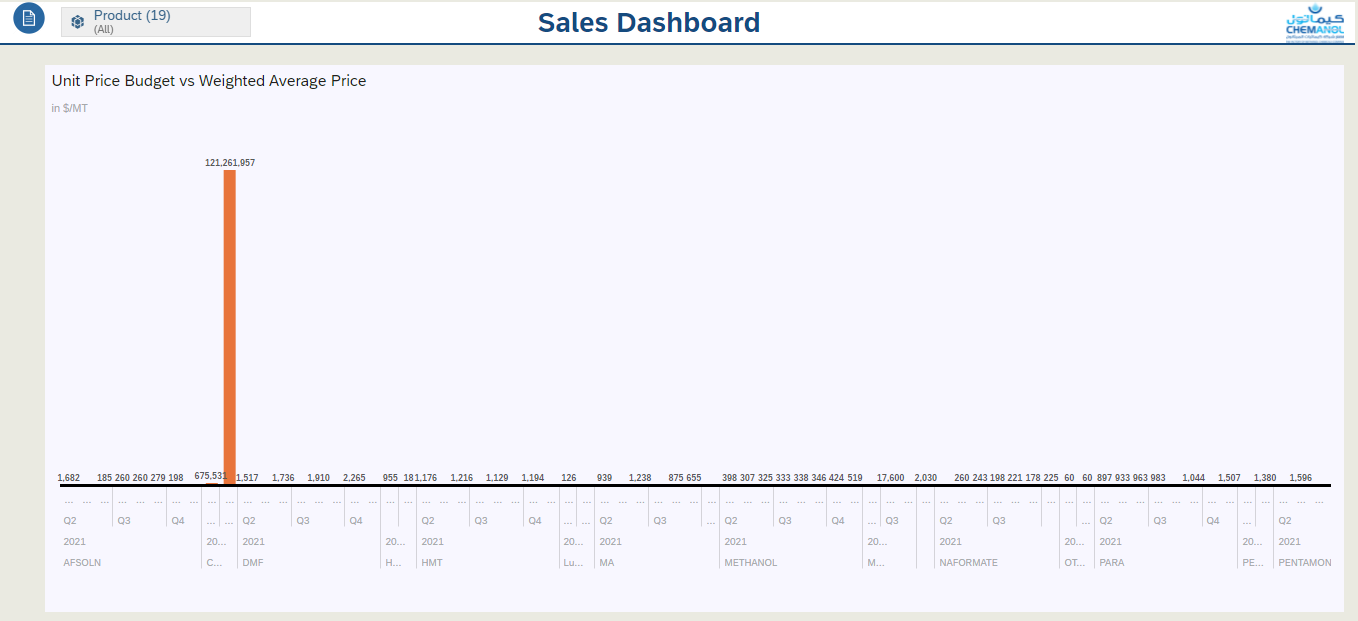 Product (19)
(All)
Sales Dashboard
كيمانول
CHEMANOL
Unit Price Budget vs Weighted Average Price
in $/MT
121,261,957
1,682 185 260 260 279 198 675,531 1,517 1,736 1,910 2,265 955 181,176 1,216 1,129 1,194 126 939 1,238 875 655 398 307 325 333 338 346 424 519 17,600 2,030 260 243 198 221 178 225 60 60 897 933 963 983 1,044 1,507 1,380 1,596
... ... ... ... ... ... ... ... ... ... ... ... ... ... ... ... ... ... ... ... ... ... ... ... ... ... ... ... ... ... ... ... ... ... ... ... ... ... ... ... ... ... ... ... ... ... ... ... ... ... ... ... ... ... ... ... ... ... ... ... ... ... ... ... ... ... ... ... ... ... ...
Q2 Q3 Q4 ... ... Q2 Q3 Q4 Q2 Q3 Q4 ... ... Q2 Q3 ... Q2 Q3 Q4 ... Q3 Q2 Q3 ... Q2 Q3 Q4 ... Q2
2021 20... 2021 20... 2021 20... 2021 2021 20... 2021 20... 2021 20... 2021
AFSOLN C... DMF H... HMT Lu... MA METHANOL M... NAFORMATE OT... PARA PE... PENTAMON